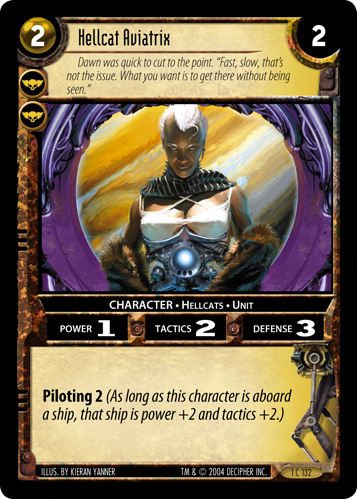 2 Hellcat Aviatrix 2
Dawn was quick to cut to the point. “Fast, slow, that’s
not the issue. What you want is to get there without being
seen.”
CHARACTER • HELLCATS • UNIT
POWER 1 TACTICS 2 DEFENSE 3
Piloting 2 (As long as this character is aboard
a ship, that ship is power +2 and tactics +2.)
ILLUS. BY KIERAN YANNER TM & © 2004 DECIPHER INC. 1 C 132